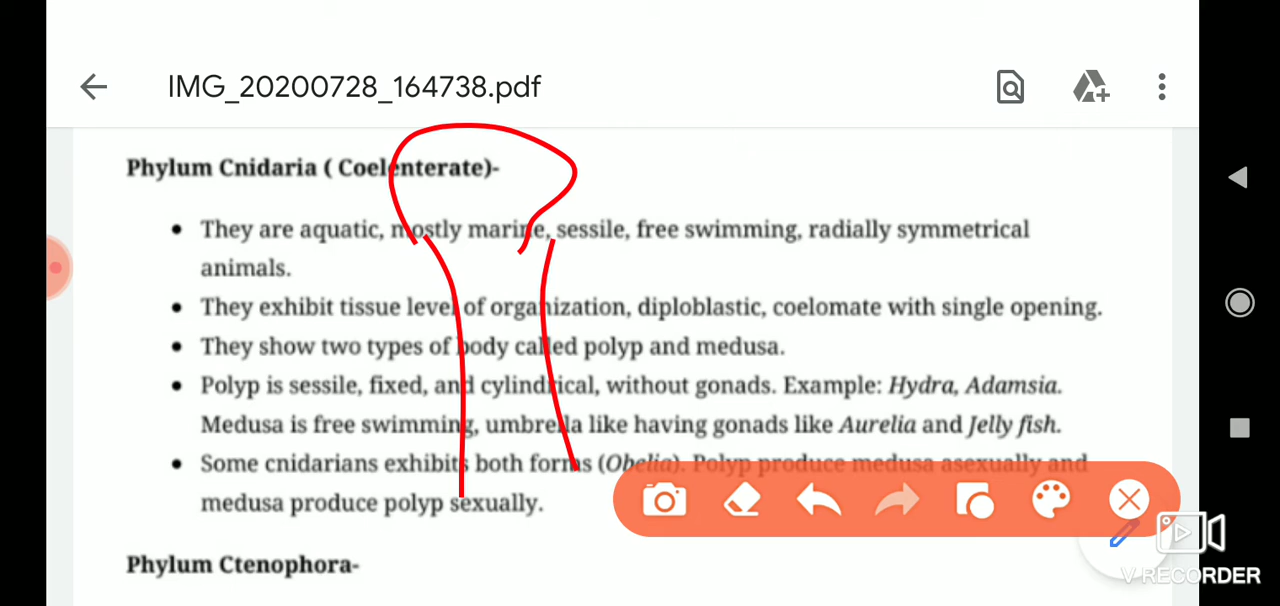 IMG_20200728_164738.pdf
Phylum Cnidaria ( Coelenterate)-
• They are aquatic, mostly marine, sessile, free swimming, radially symmetrical
animals.
• They exhibit tissue level of organization, diploblastic, coelomate with single opening.
• They show two types of body called polyp and medusa.
• Polyp is sessile, fixed, and cylindrical, without gonads. Example: Hydra, Adamsia.
Medusa is free swimming, umbrella like having gonads like Aurelia and Jelly fish.
• Some cnidarians exhibits both forms (Obelia). Polyp produce medusa asexually and
medusa produce polyp sexually.
Phylum Ctenophora-
V RECORDER